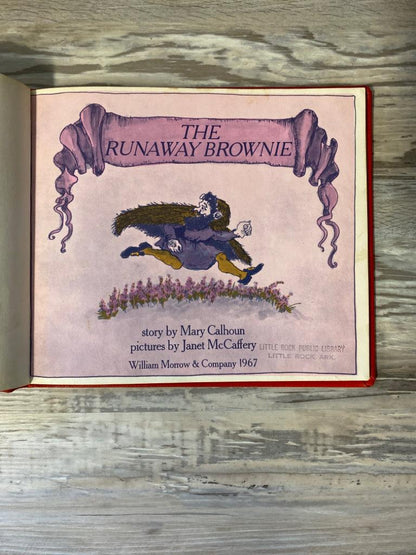 THE
RUNAWAY BROWNIE
story by Mary Calhoun
pictures by Janet McCaffery
LITTLE ROCK PUBLIC LIBRARY
LITTLE ROCK ARK.
William Morrow & Company 1967